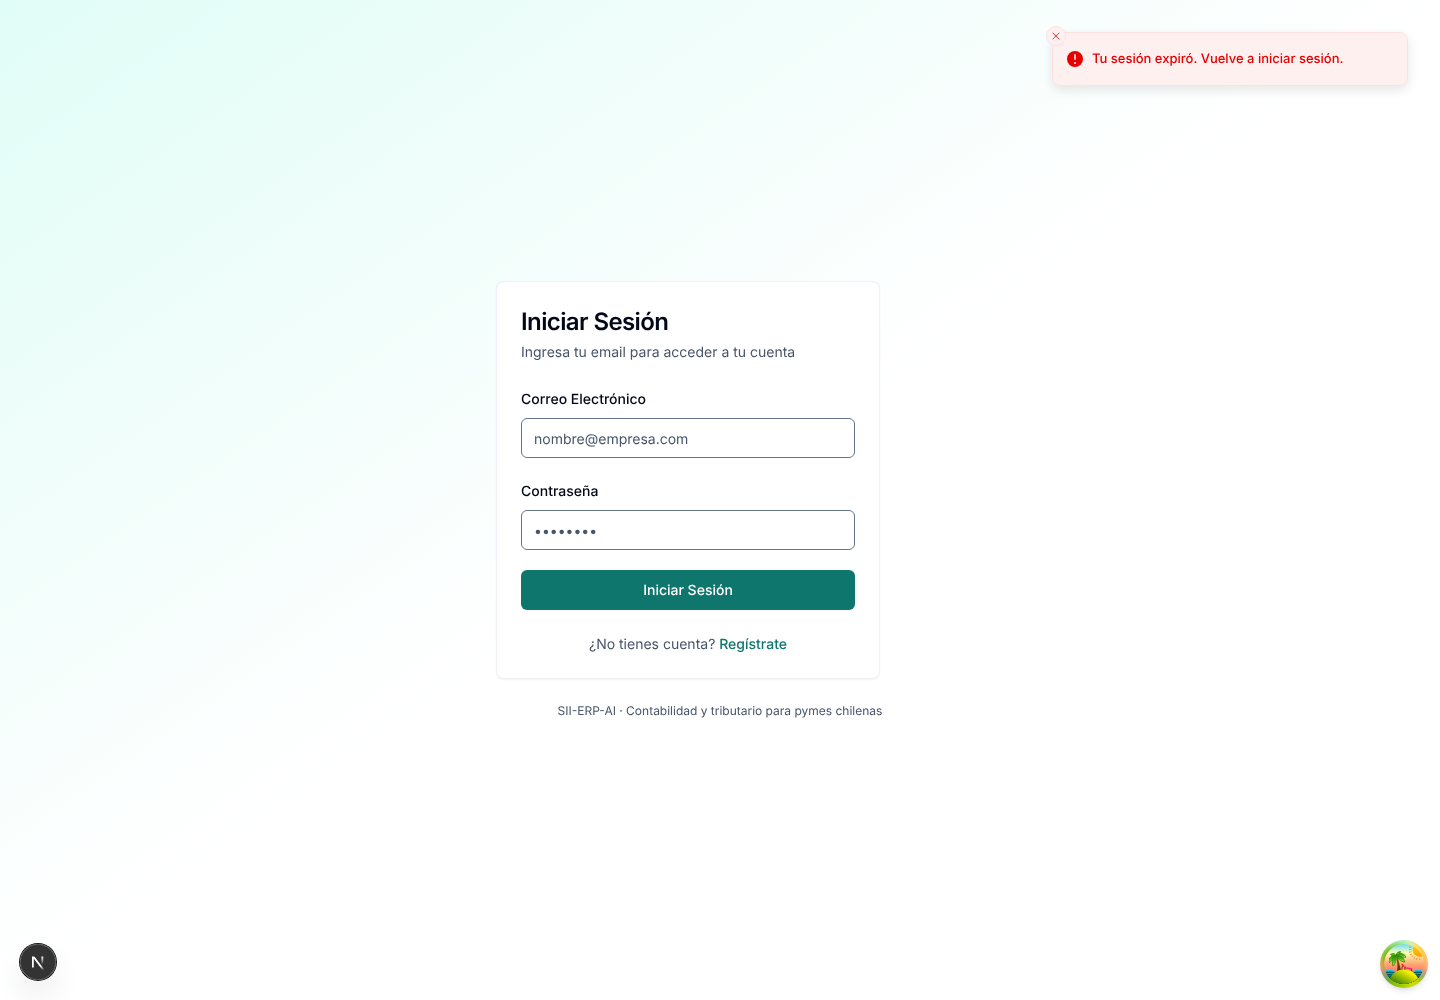 Tu sesión expiró. Vuelve a iniciar sesión.
Iniciar Sesión
Ingresa tu email para acceder a tu cuenta
Correo Electrónico
nombre@empresa.com
Contraseña
••••••••
Iniciar Sesión
¿No tienes cuenta? Regístrate
SII-ERP-AI · Contabilidad y tributario para pymes chilenas
N